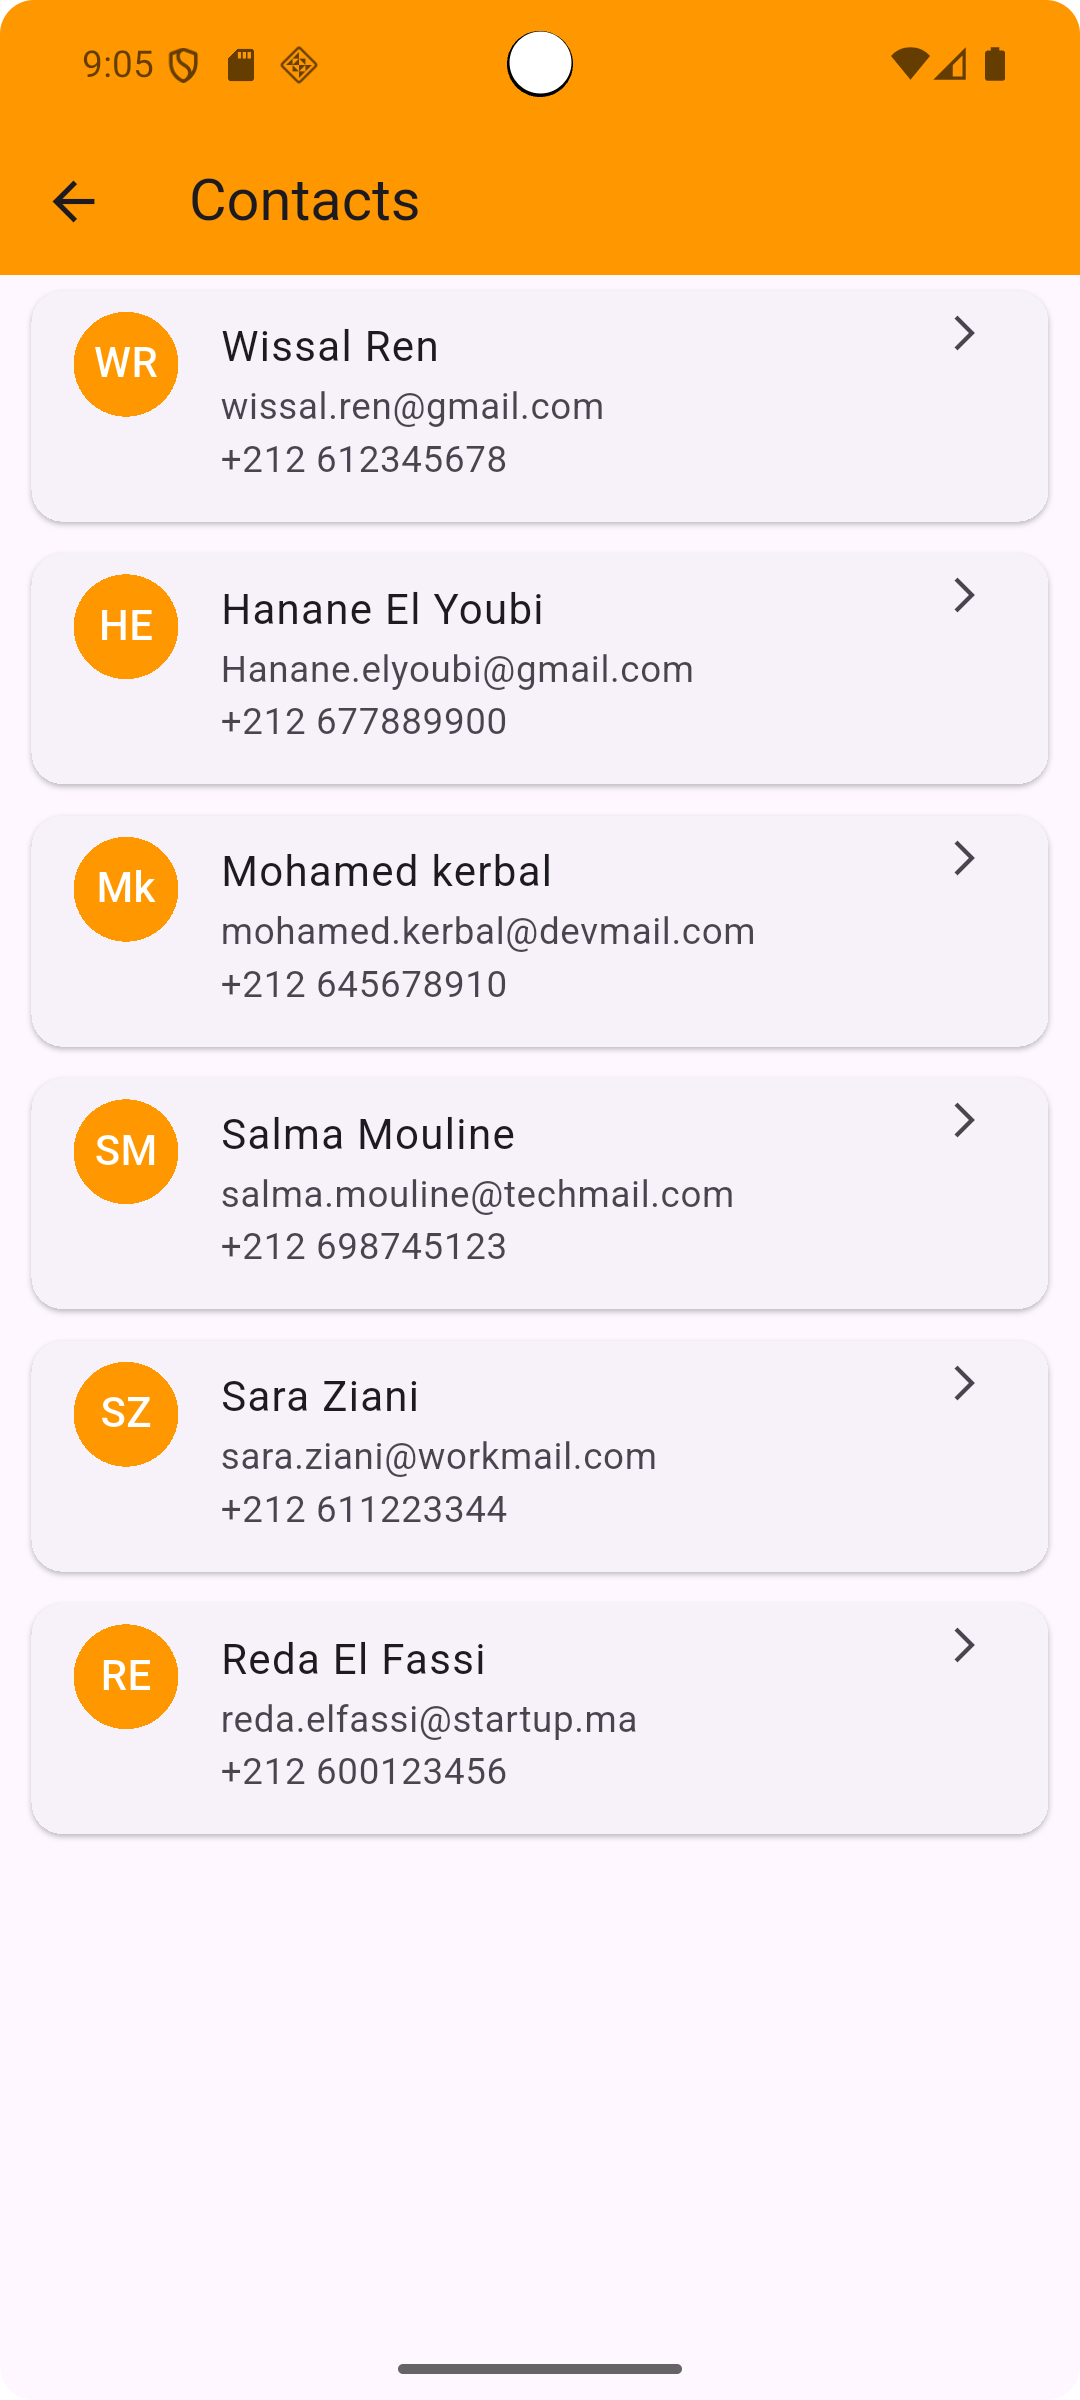 9:05
Contacts
WR
Wissal Ren
wissal.ren@gmail.com
+212 612345678
HE
Hanane El Youbi
Hanane.elyoubi@gmail.com
+212 677889900
Mk
Mohamed kerbal
mohamed.kerbal@devmail.com
+212 645678910
SM
Salma Mouline
salma.mouline@techmail.com
+212 698745123
SZ
Sara Ziani
sara.ziani@workmail.com
+212 611223344
RE
Reda El Fassi
reda.elfassi@startup.ma
+212 600123456